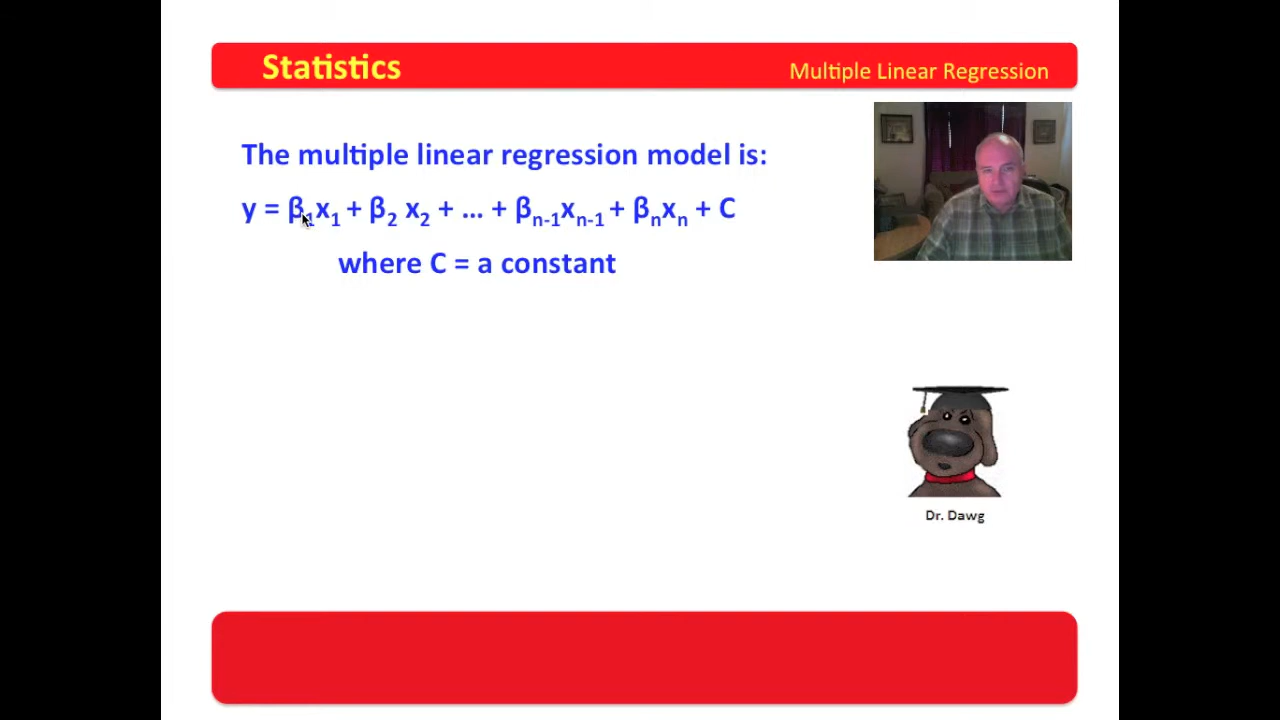 Statistics
Multiple Linear Regression
The multiple linear regression model is:
y = β₁x₁ + β₂ x₂ + ... + βₙ₋₁xₙ₋₁ + βₙxₙ + C
where C = a constant
Dr. Dawg